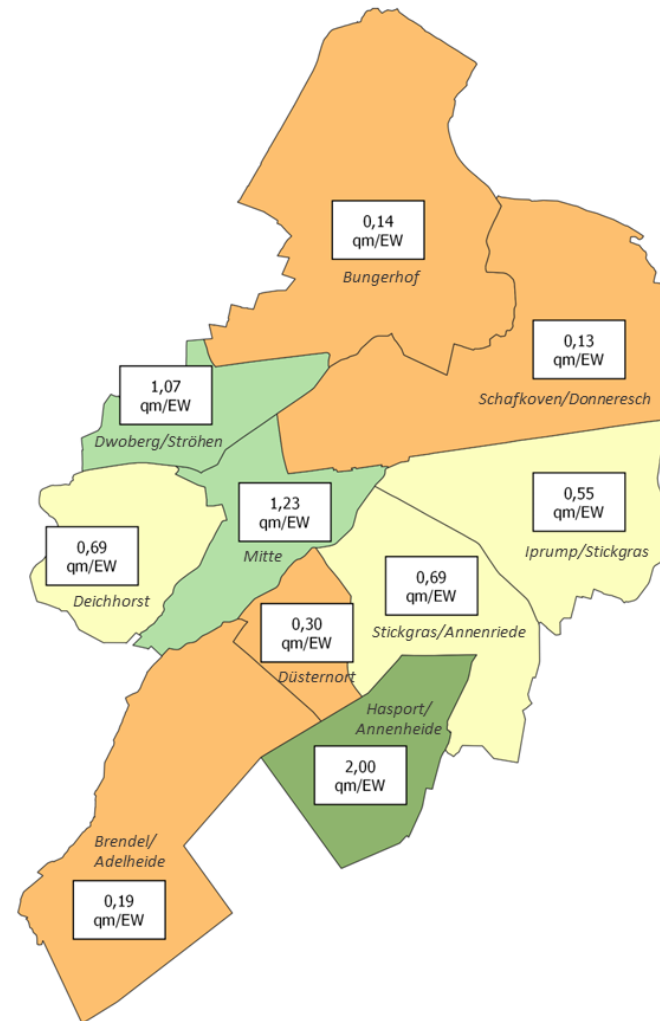 0,14
qm/EW
Bungerhof
0,13
qm/EW
Schafkoven/Donneresch
1,07
qm/EW
Dwoberg/Ströhen
1,23
qm/EW
Mitte
0,55
qm/EW
Iprump/Stickgras
0,69
qm/EW
Deichhorst
0,69
qm/EW
Stickgras/Annenriede
0,30
qm/EW
Düsternort
Hasport/
Annenheide
2,00
qm/EW
Brendel/
Adelheide
0,19
qm/EW